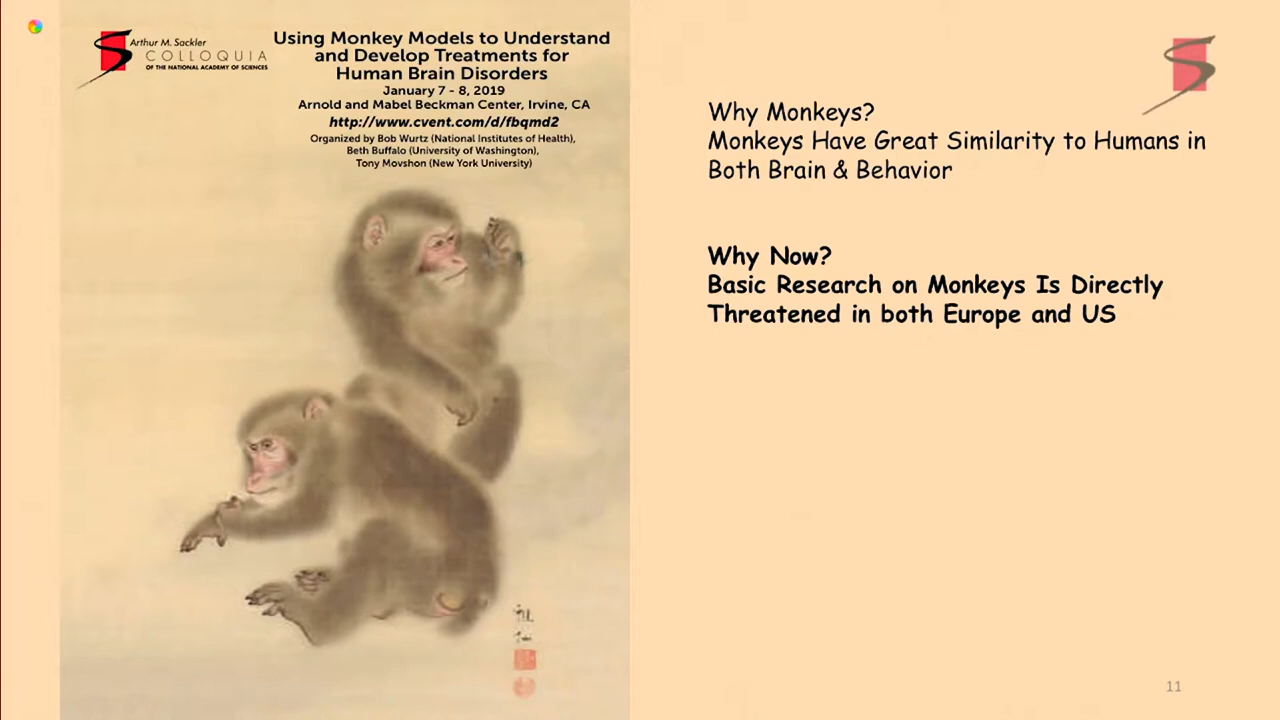 Arthur M. Sackler
COLLOQUIA
OF THE NATIONAL ACADEMY OF SCIENCES
Using Monkey Models to Understand
and Develop Treatments for
Human Brain Disorders
January 7 - 8, 2019
Arnold and Mabel Beckman Center, Irvine, CA
http://www.cvent.com/d/fbqmd2
Organized by Bob Wurtz (National Institutes of Health),
Beth Buffalo (University of Washington),
Tony Movshon (New York University)
Why Monkeys?
Monkeys Have Great Similarity to Humans in
Both Brain & Behavior
Why Now?
Basic Research on Monkeys Is Directly
Threatened in both Europe and US
11